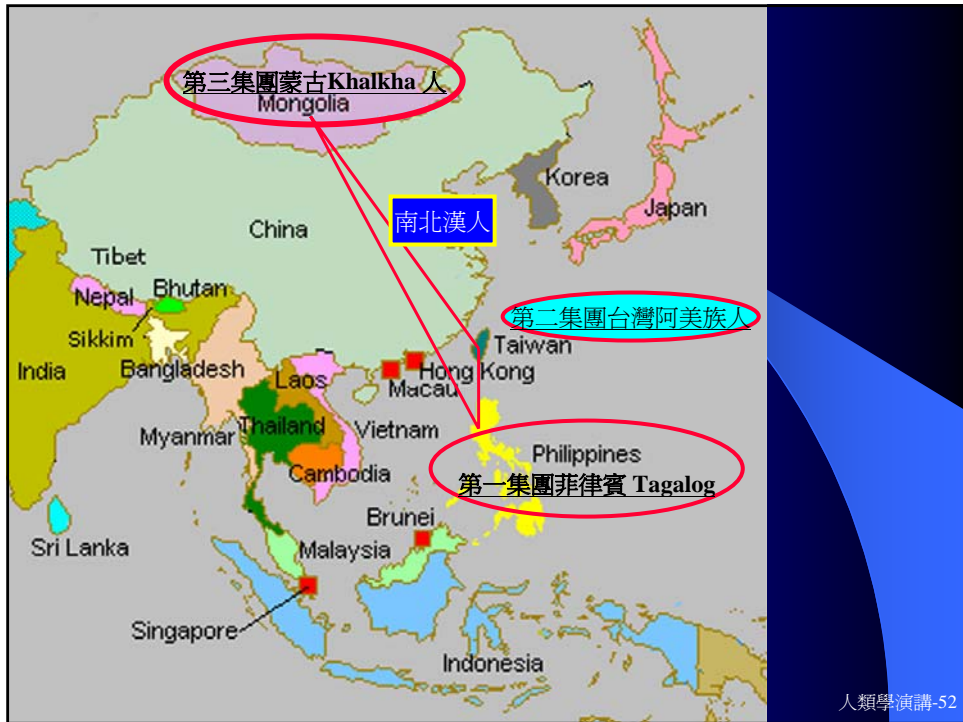 第三集團蒙古Khalkha 人
Mongolia
Korea
Japan
南北漢人
China
Tibet
Nepal
Bhutan
Sikkim
第二集團台灣阿美族人
Taiwan
India
Bangladesh
Laos
Hong Kong
Macau
Myanmar
Thailand
Vietnam
Philippines
Cambodia
第一集團菲律賓 Tagalog
Brunei
Sri Lanka
Malaysia
Singapore
Indonesia
人類學演講-52